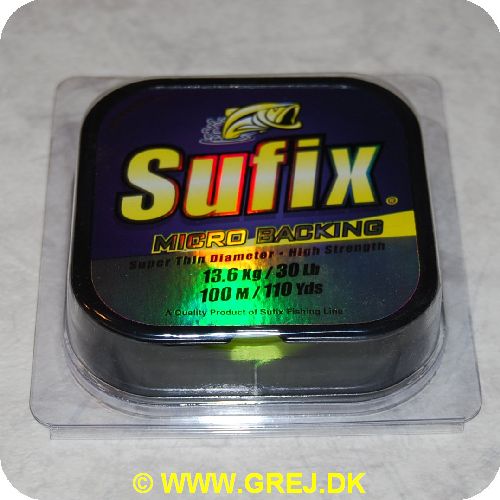 Sufix®
MICRO BACKING
Super Thin Diameter • High Strength
13.6 Kg / 30 Lb
100 M / 110 Yds
A Quality Product of Sufix Fishing Line
© WWW.GREJ.DK